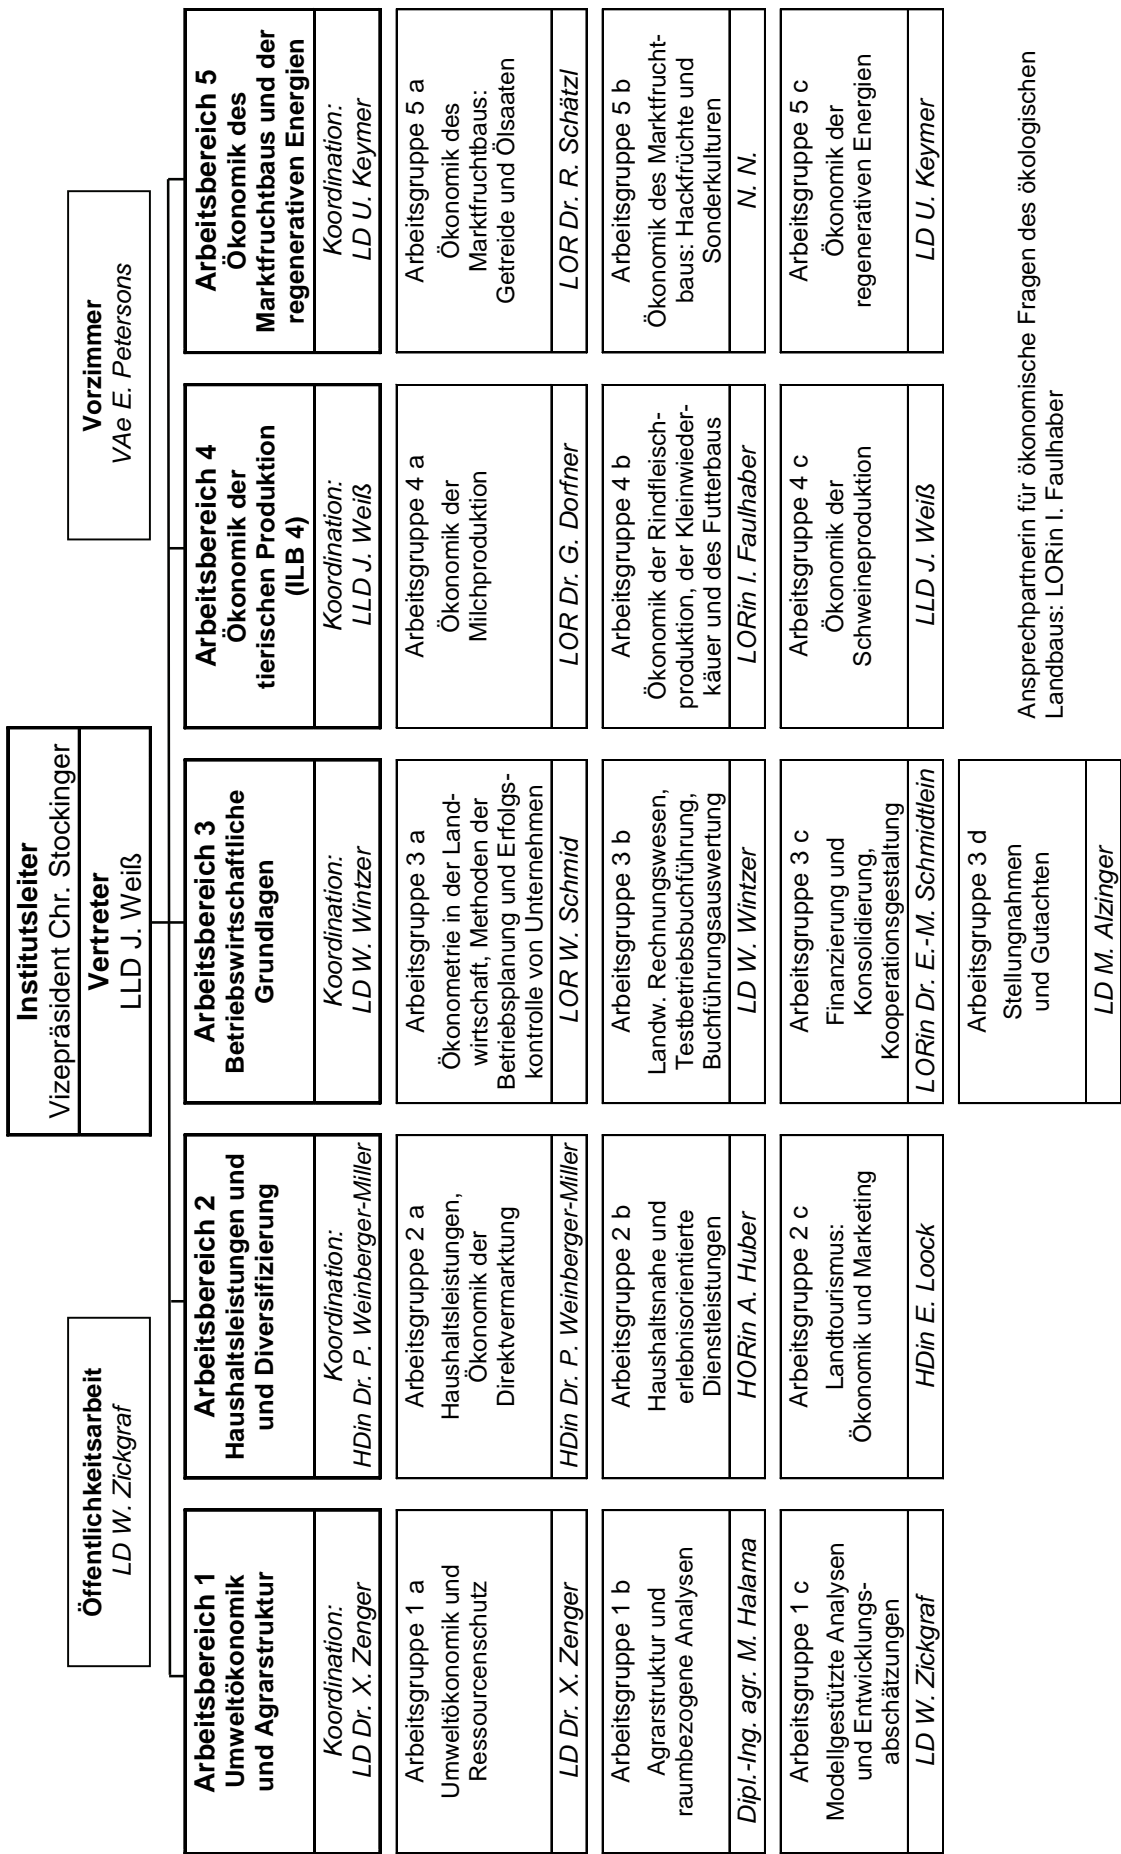 Öffentlichkeitsarbeit
LD W. Zickgraf
Institutsleiter
Vizepräsident Chr. Stockinger
Vertreter
LLD J. Weiß
Vorzimmer
VAe E. Petersons
Arbeitsbereich 1
Umweltökonomik
und Agrarstruktur
Koordination:
LD Dr. X. Zenger
Arbeitsgruppe 1 a
Umweltökonomik und
Ressourcenschutz
LD Dr. X. Zenger
Arbeitsgruppe 1 b
Agrarstruktur und
raumbezogene Analysen
Dipl.-Ing. agr. M. Halama
Arbeitsgruppe 1 c
Modellgestützte Analysen
und Entwicklungs-
abschätzungen
LD W. Zickgraf
Arbeitsbereich 2
Haushaltsleistungen und
und Diversifizierung
Koordination:
HDin Dr. P. Weinberger-Miller
Arbeitsgruppe 2 a
Haushaltsleistungen,
Ökonomik der
Direktvermarktung
HDin Dr. P. Weinberger-Miller
Arbeitsgruppe 2 b
Haushaltsnahe und
erlebnisorientierte
Dienstleistungen
HORin A. Huber
Arbeitsgruppe 2 c
Landtourismus:
Ökonomik und Marketing
HDin E. Loock
Arbeitsbereich 3
Betriebswirtschaftliche
Grundlagen
Koordination:
LD W. Wintzer
Arbeitsgruppe 3 a
Ökonometrie in der Land-
wirtschaft, Methoden der
Betriebsplanung und Erfolgs-
kontrolle von Unternehmen
LOR W. Schmid
Arbeitsgruppe 3 b
Landw. Rechnungswesen,
Testbetriebsbuchführung,
Buchführungsauswertung
LD W. Wintzer
Arbeitsgruppe 3 c
Finanzierung und
Konsolidierung,
Kooperationsgestaltung
LORin Dr. E.-M. Schmidtlein
Arbeitsgruppe 3 d
Stellungnahmen
und Gutachten
LD M. Alzinger
Arbeitsbereich 4
Ökonomik der
tierischen Produktion
(ILB 4)
Koordination:
LLD J. Weiß
Arbeitsgruppe 4 a
Ökonomik der
Milchproduktion
LOR Dr. G. Dorfner
Arbeitsgruppe 4 b
Ökonomik der Rindfleisch-
produktion, der Kleinwieder-
käuer und des Futterbaus
LORin I. Faulhaber
Arbeitsgruppe 4 c
Ökonomik der
Schweineproduktion
LLD J. Weiß
Arbeitsbereich 5
Ökonomik des
Marktfruchtbaus und der
regenerativen Energien
Koordination:
LD U. Keymer
Arbeitsgruppe 5 a
Ökonomik des
Marktfruchtbaus:
Getreide und Ölsaaten
LOR Dr. R. Schätzl
Arbeitsgruppe 5 b
Ökonomik des Marktfrucht-
baus: Hackfrüchte und
Sonderkulturen
N. N.
Arbeitsgruppe 5 c
Ökonomik der
regenerativen Energien
LD U. Keymer
Ansprechpartnerin für ökonomische Fragen des ökologischen
Landbaus: LORin I. Faulhaber